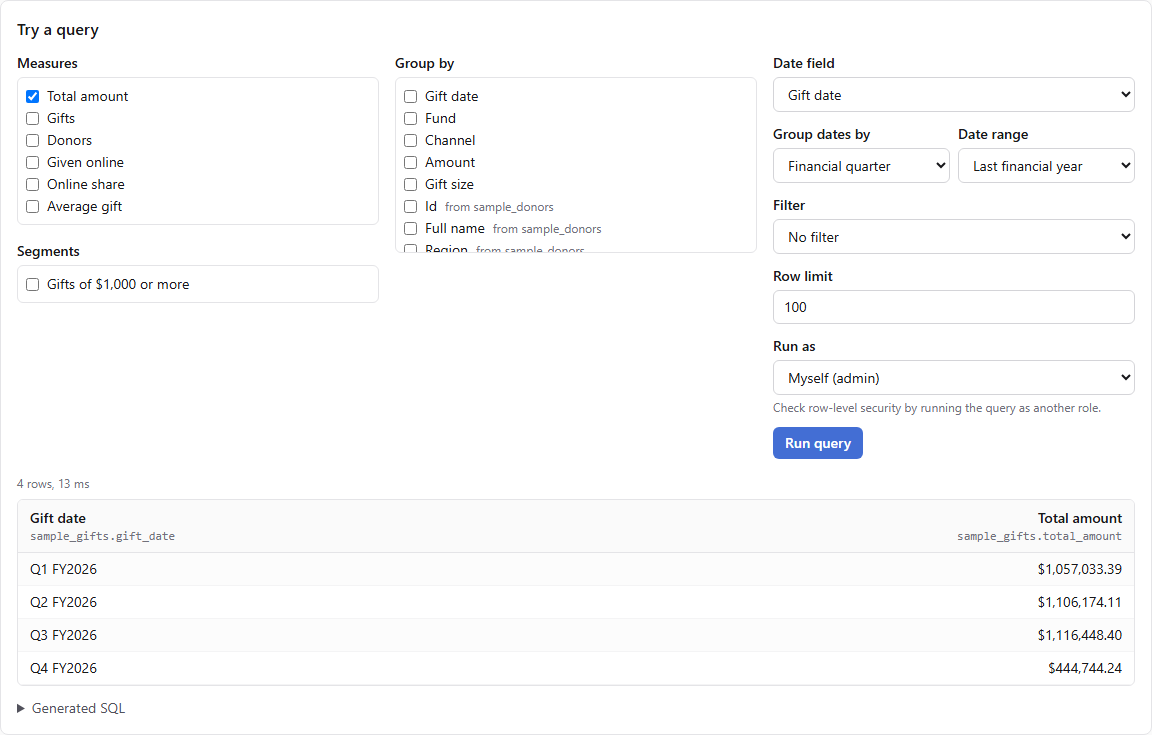 Try a query
Measures
Total amount
Gifts
Donors
Given online
Online share
Average gift
Segments
Gifts of $1,000 or more
Group by
Gift date
Fund
Channel
Amount
Gift size
Id from sample_donors
Full name from sample_donors
Region from sample_donors
Date field
Gift date
Group dates by
Financial quarter
Date range
Last financial year
Filter
No filter
Row limit
100
Run as
Myself (admin)
Check row-level security by running the query as another role.
Run query
4 rows, 13 ms
Gift date Total amount
sample_gifts.gift_date sample_gifts.total_amount
Q1 FY2026 $1,057,033.39
Q2 FY2026 $1,106,174.11
Q3 FY2026 $1,116,448.40
Q4 FY2026 $444,744.24
Generated SQL